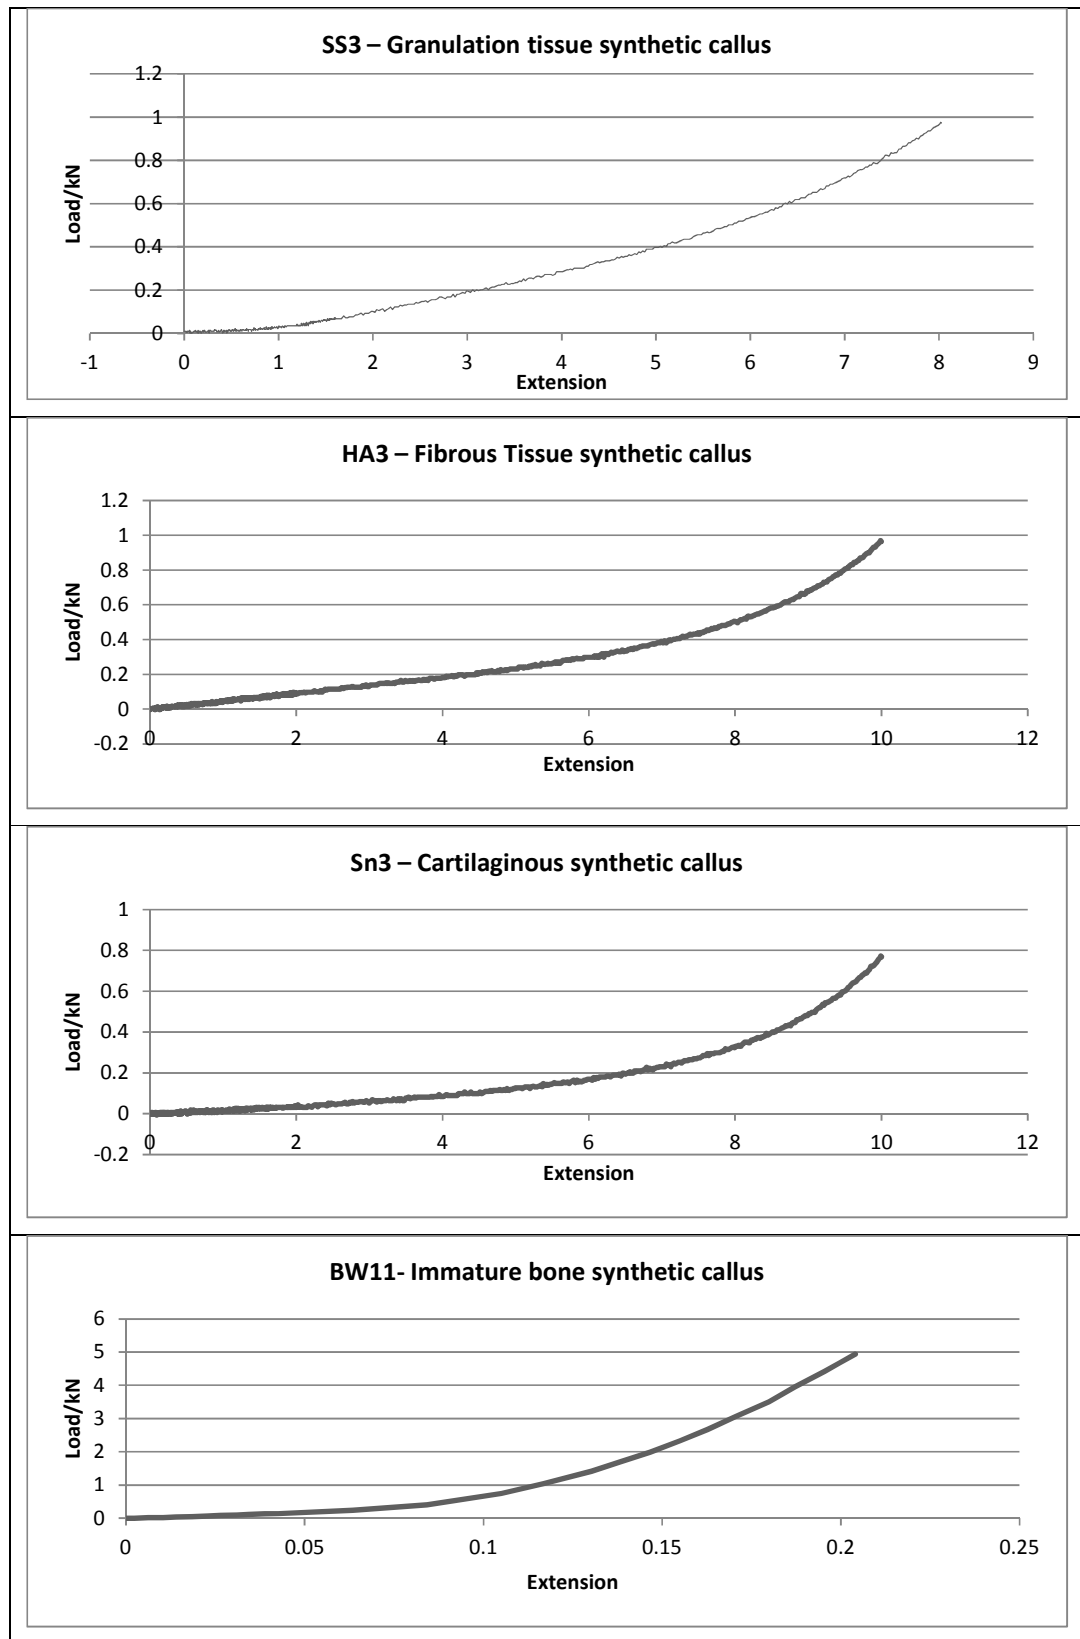 SS3 – Granulation tissue synthetic callus
1.2
1
0.8
0.6
0.4
0.2
0
Load/kN
-1 0 1 2 3 4 5 6 7 8 9
Extension
HA3 – Fibrous Tissue synthetic callus
1.2
1
0.8
0.6
0.4
0.2
0
-0.2
Load/kN
0 2 4 6 8 10 12
Extension
Sn3 – Cartilaginous synthetic callus
1
0.8
0.6
0.4
0.2
0
-0.2
Load/kN
0 2 4 6 8 10 12
Extension
BW11- Immature bone synthetic callus
6
5
4
3
2
1
0
Load/kN
0 0.05 0.1 0.15 0.2 0.25
Extension